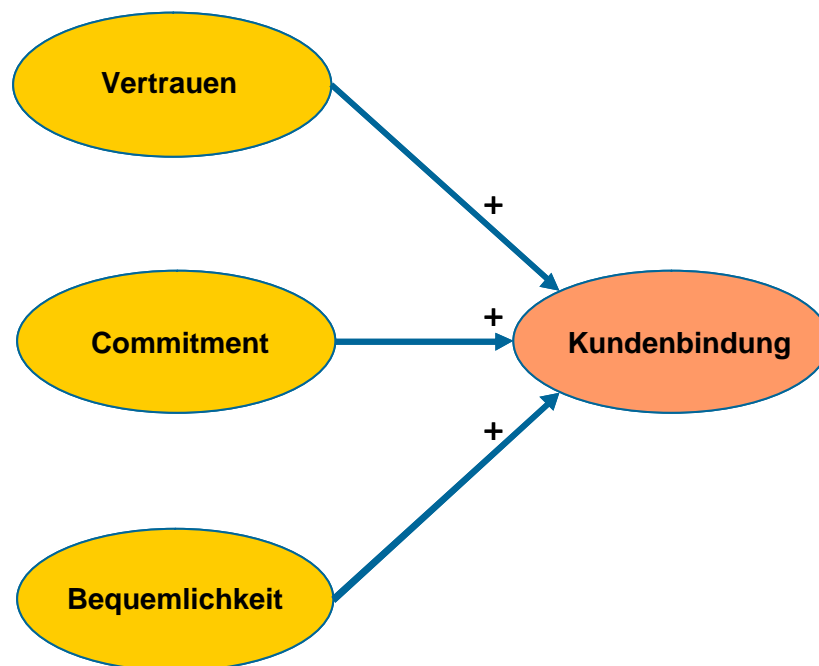 Vertrauen
+
Commitment
+
Kundenbindung
+
Bequemlichkeit